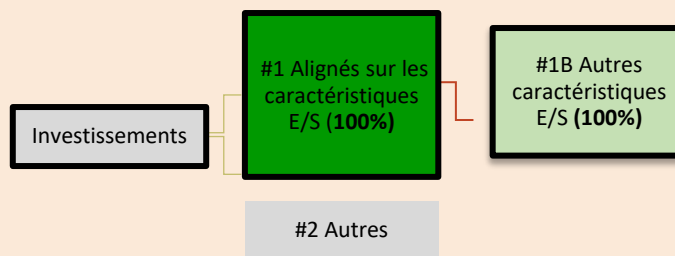 Investissements
#1 Alignés sur les
caractéristiques
E/S (100%)
#1B Autres
caractéristiques
E/S (100%)
#2 Autres